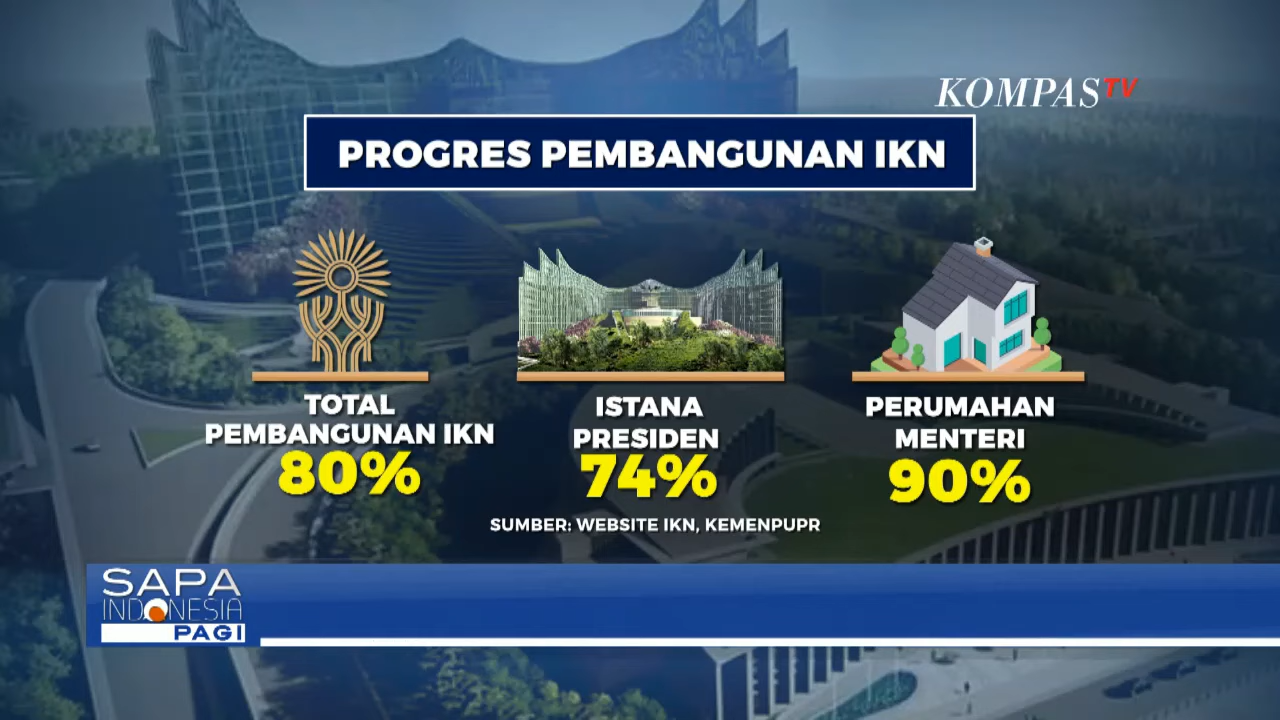 KOMPASTV
PROGRES PEMBANGUNAN IKN
TOTAL
PEMBANGUNAN IKN
80%
ISTANA
PRESIDEN
74%
PERUMAHAN
MENTERI
90%
SUMBER: WEBSITE IKN, KEMENPUPR
SAPA
INDONESIA
PAGI